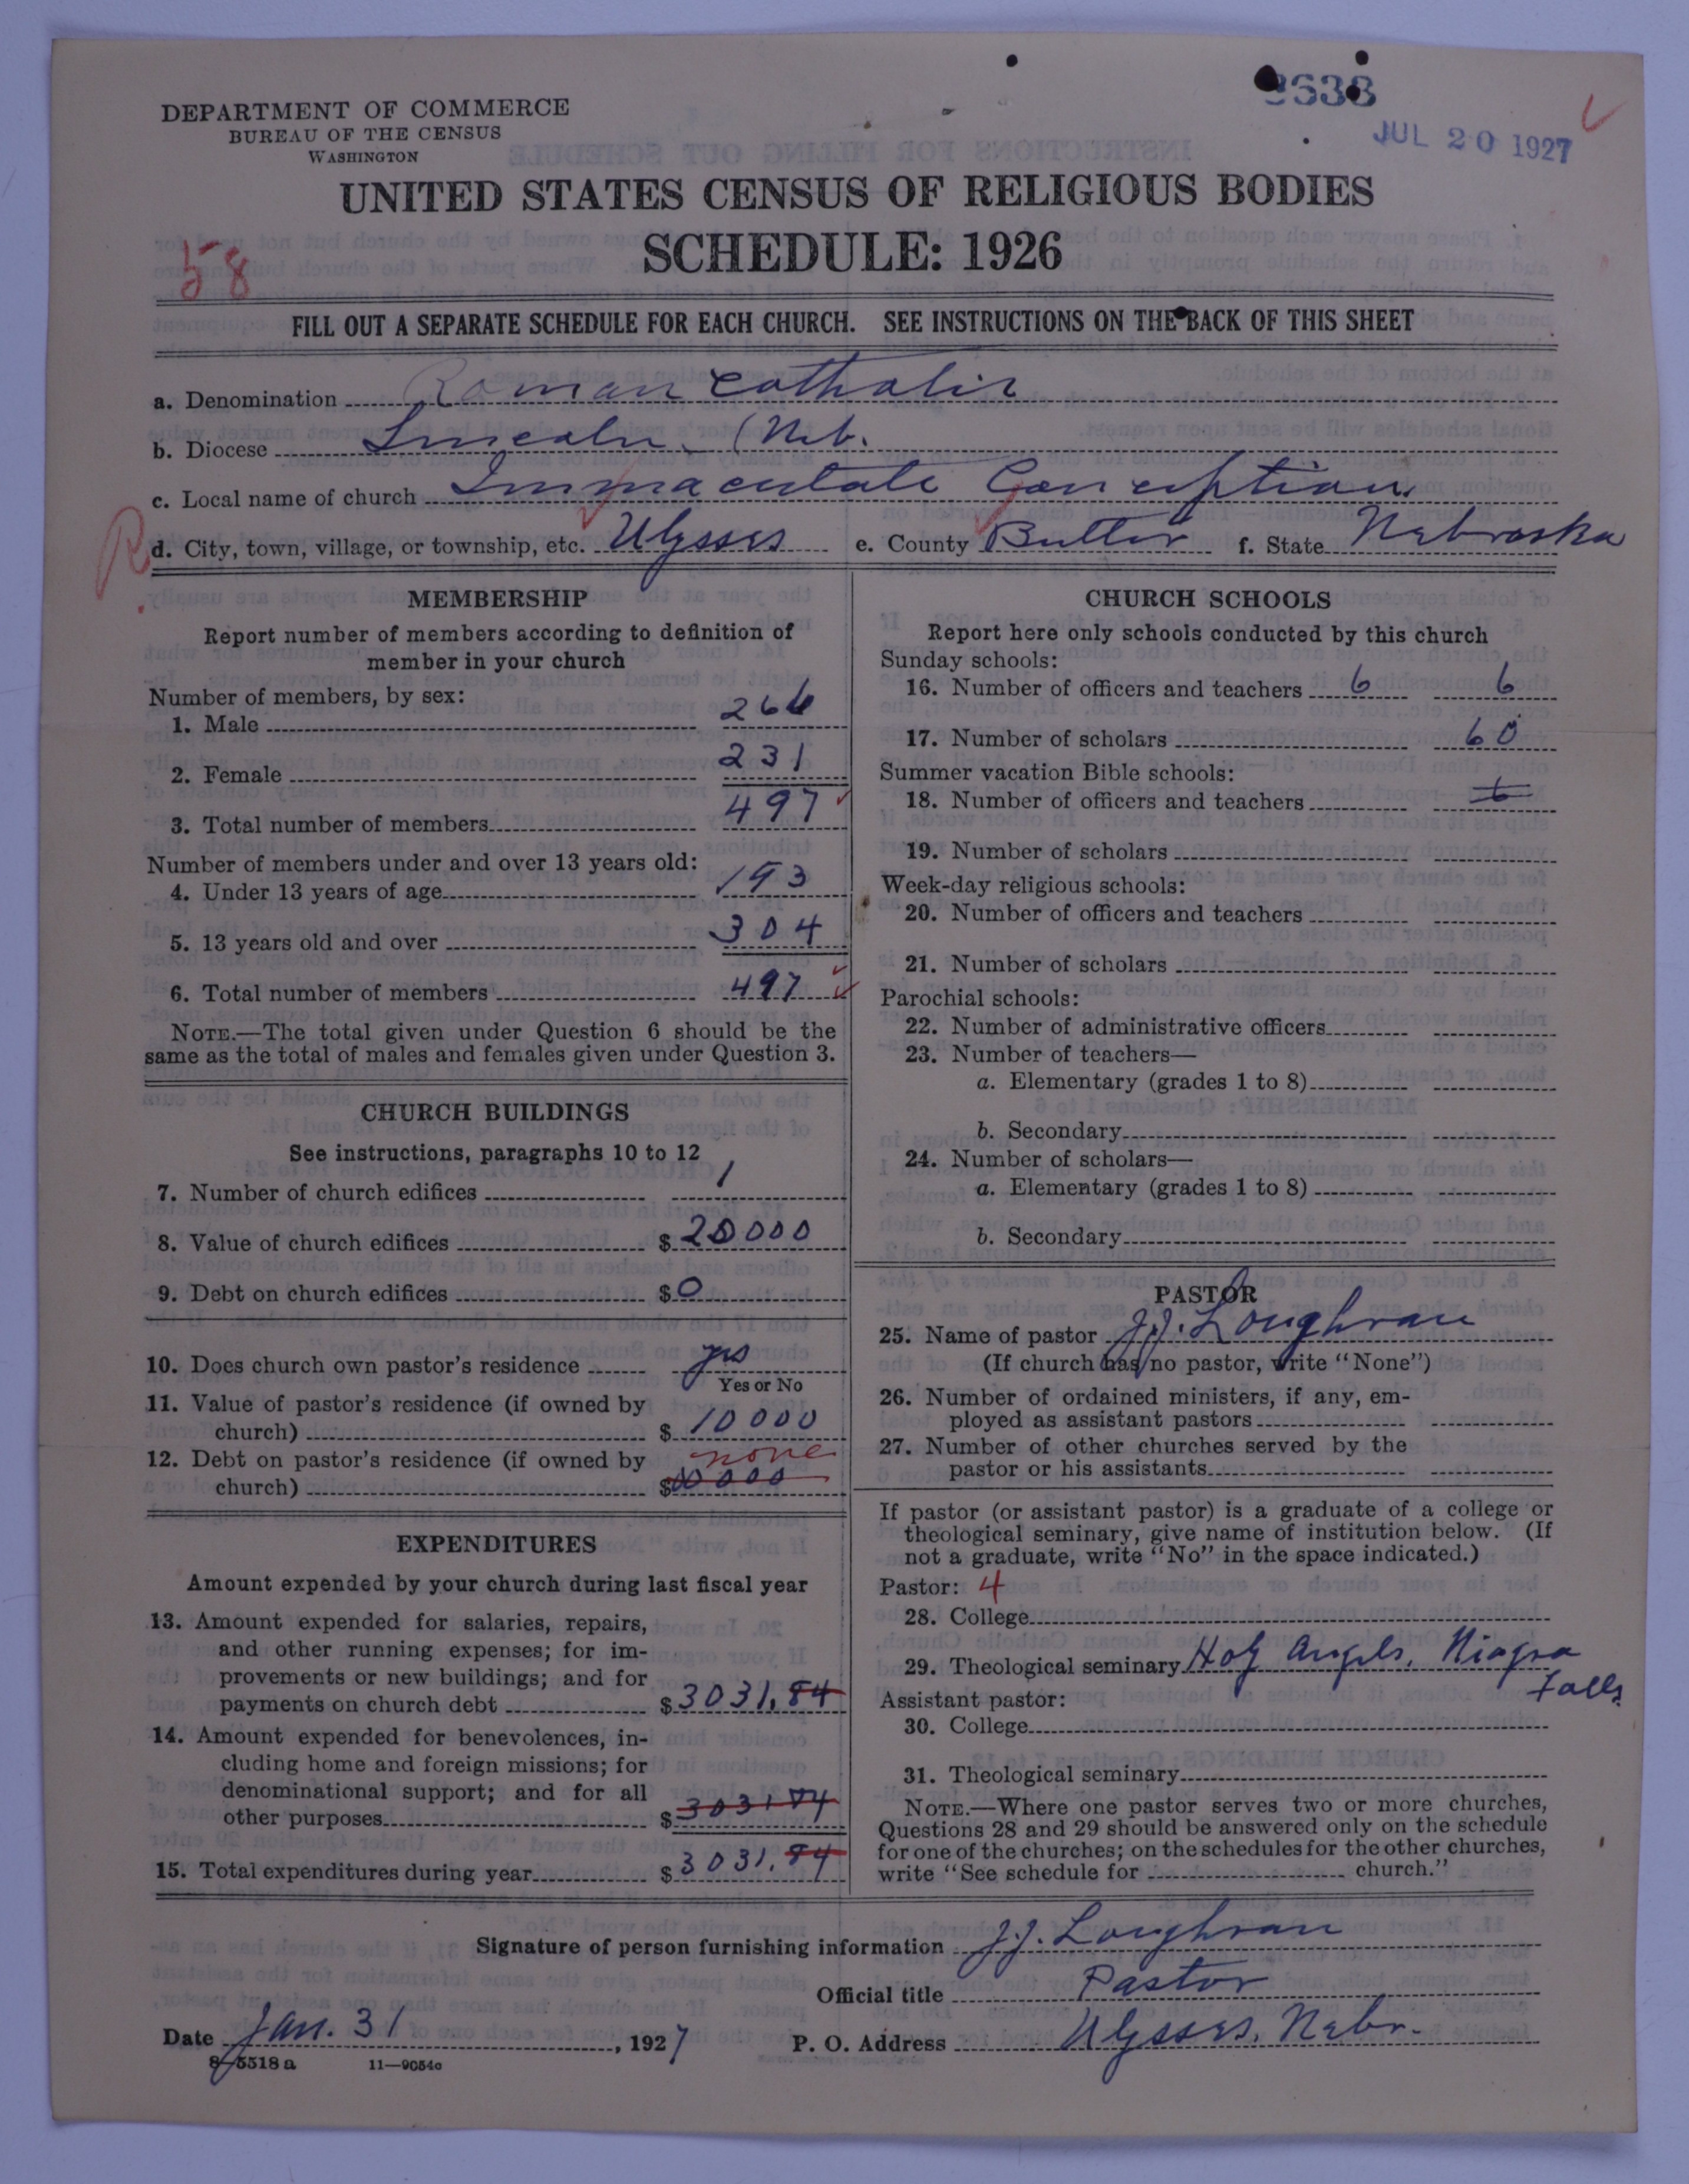 9638
JUL 20 1927
DEPARTMENT OF COMMERCE
BUREAU OF THE CENSUS
WASHINGTON
UNITED STATES CENSUS OF RELIGIOUS BODIES
SCHEDULE: 1926
58
FILL OUT A SEPARATE SCHEDULE FOR EACH CHURCH. SEE INSTRUCTIONS ON THE BACK OF THIS SHEET
a. Denomination Roman Catholic
b. Diocese Lincoln. (Neb.
c. Local name of church Immaculate Conception
R
d. City, town, village, or township, etc. Ulysses e. County Butler f. State Nebraska
MEMBERSHIP
Report number of members according to definition of
member in your church
Number of members, by sex:
1. Male 266
2. Female 231
3. Total number of members 497
Number of members under and over 13 years old:
4. Under 13 years of age 193
5. 13 years old and over 304
6. Total number of members 497
NOTE.—The total given under Question 6 should be the
same as the total of males and females given under Question 3.
CHURCH BUILDINGS
See instructions, paragraphs 10 to 12
7. Number of church edifices 1
8. Value of church edifices $ 20000
9. Debt on church edifices $ 0
10. Does church own pastor's residence yes
Yes or No
11. Value of pastor's residence (if owned by
church) $ 10000
12. Debt on pastor's residence (if owned by none
church) $ 00000
EXPENDITURES
Amount expended by your church during last fiscal year
13. Amount expended for salaries, repairs,
and other running expenses; for im-
provements or new buildings; and for
payments on church debt $ 3031.84
14. Amount expended for benevolences, in-
cluding home and foreign missions; for
denominational support; and for all
other purposes $ 303184
15. Total expenditures during year $ 3031.84
CHURCH SCHOOLS
Report here only schools conducted by this church
Sunday schools:
16. Number of officers and teachers 6 6
17. Number of scholars 60
Summer vacation Bible schools:
18. Number of officers and teachers 6
19. Number of scholars
Week-day religious schools:
20. Number of officers and teachers
21. Number of scholars
Parochial schools:
22. Number of administrative officers
23. Number of teachers—
a. Elementary (grades 1 to 8)
b. Secondary
24. Number of scholars—
a. Elementary (grades 1 to 8)
b. Secondary
PASTOR
25. Name of pastor J.J. Loughran
(If church has no pastor, write "None")
26. Number of ordained ministers, if any, em-
ployed as assistant pastors
27. Number of other churches served by the
pastor or his assistants
If pastor (or assistant pastor) is a graduate of a college or
theological seminary, give name of institution below. (If
not a graduate, write "No" in the space indicated.)
Pastor: 4
28. College
29. Theological seminary Holy Angels, Niagra
Falls
Assistant pastor:
30. College
31. Theological seminary
NOTE.—Where one pastor serves two or more churches,
Questions 28 and 29 should be answered only on the schedule
for one of the churches; on the schedules for the other churches,
write "See schedule for church."
Signature of person furnishing information J.J. Loughran
Official title Pastor
Date Jan. 31, 1927 P. O. Address Ulysses, Nebr.
8-5518a 11-9054a